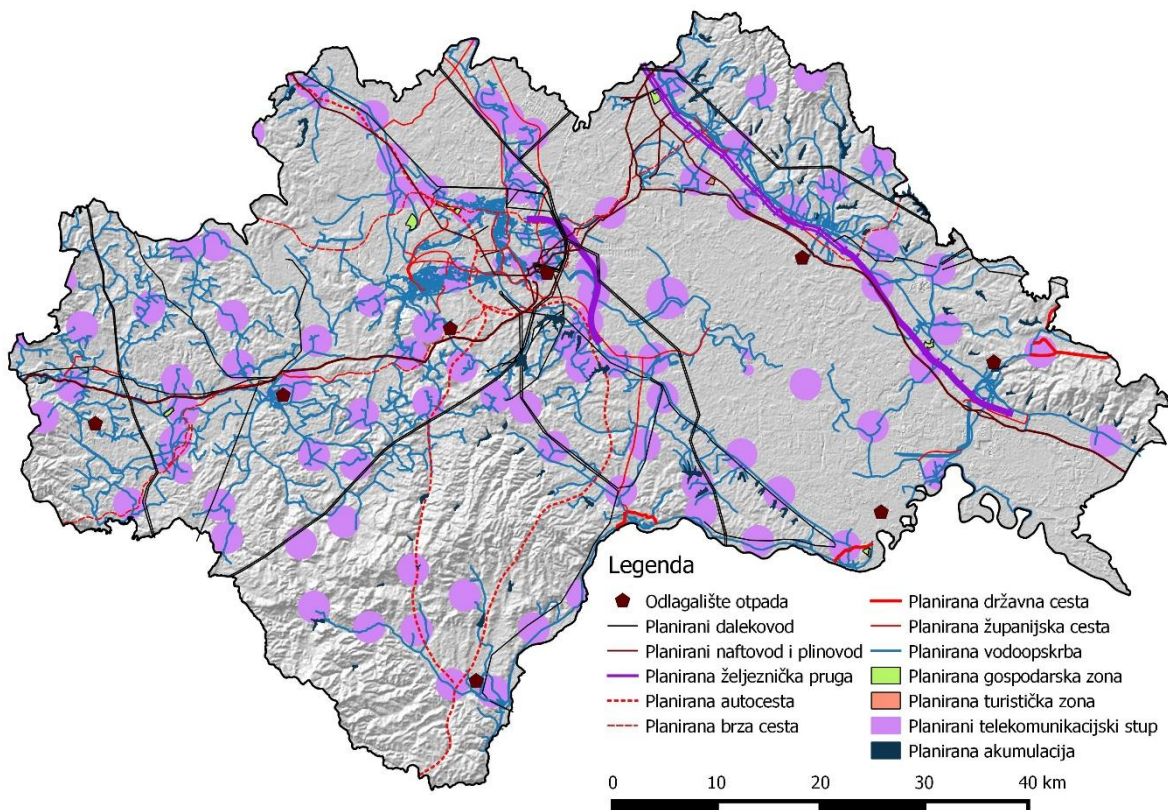 Legenda
Odlagalište otpada
Planirani dalekovod
Planirani naftovod i plinovod
Planirana željeznička pruga
Planirana autocesta
Planirana brza cesta
Planirana državna cesta
Planirana županijska cesta
Planirana vodoopskrba
Planirana gospodarska zona
Planirana turistička zona
Planirani telekomunikacijski stup
Planirana akumulacija
0 10 20 30 40 km